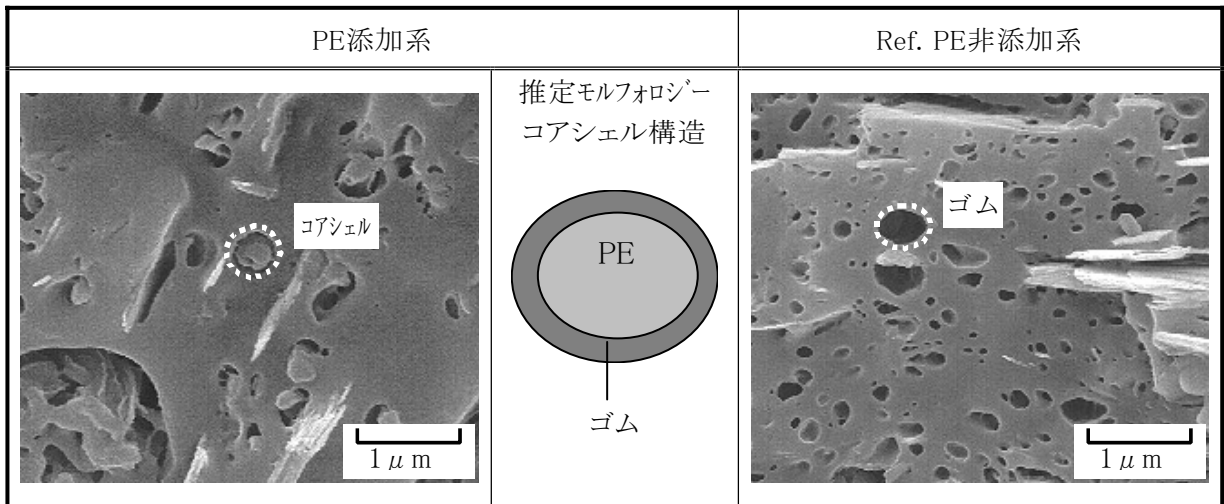 PE添加系
Ref. PE非添加系
推定モルフォロジー
コアシェル構造
コアシェル
PE
ゴム
1μm
ゴム
1μm